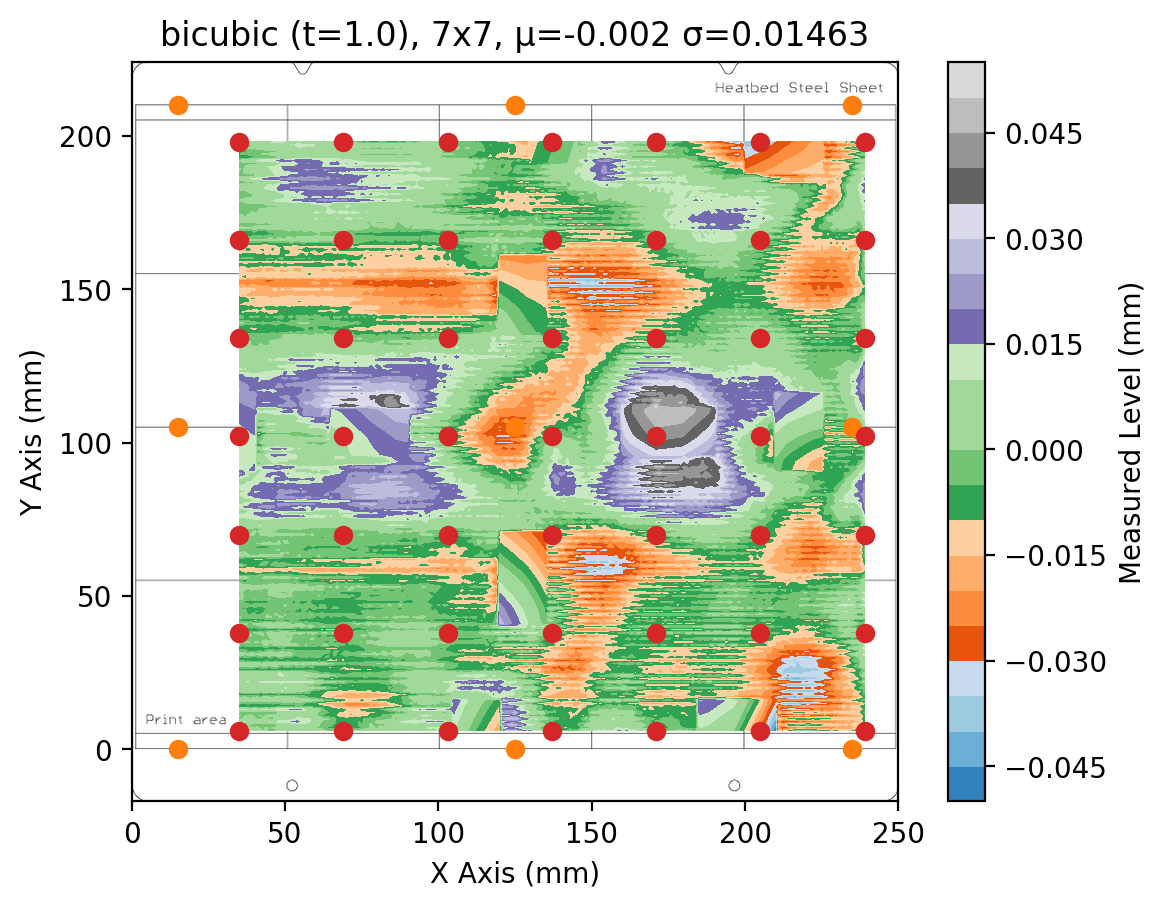 bicubic (t=1.0), 7x7, μ=-0.002 σ=0.01463
Heatbed Steel Sheet
Print area
200
150
100
50
0
Y Axis (mm)
0 50 100 150 200 250
X Axis (mm)
0.045
0.030
0.015
0.000
−0.015
−0.030
−0.045
Measured Level (mm)